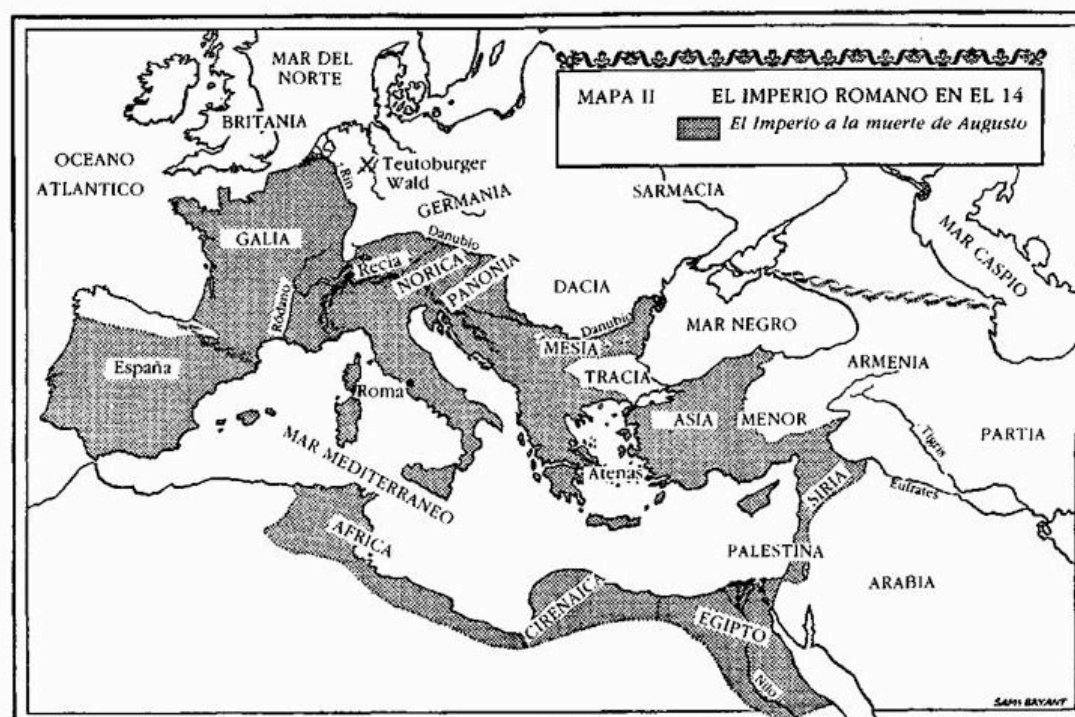 MAPA II EL IMPERIO ROMANO EN EL 14
El Imperio a la muerte de Augusto
MAR DEL
NORTE
BRITANIA
OCEANO
ATLANTICO
Rin
Teutoburger
Wald
GERMANIA
SARMACIA
MAR CASPIO
GALIA
Danubio
Recia
NORICA
PANONIA
DACIA
Ródano
Danubio
MAR NEGRO
MESIA
ARMENIA
España
TRACIA
Roma
ASIA MENOR
PARTIA
Tigris
MAR MEDITERRANEO
Atenas
SIRIA
Eufrates
AFRICA
PALESTINA
ARABIA
CIRENAICA
EGIPTO
Nilo
SAMS BRYANT